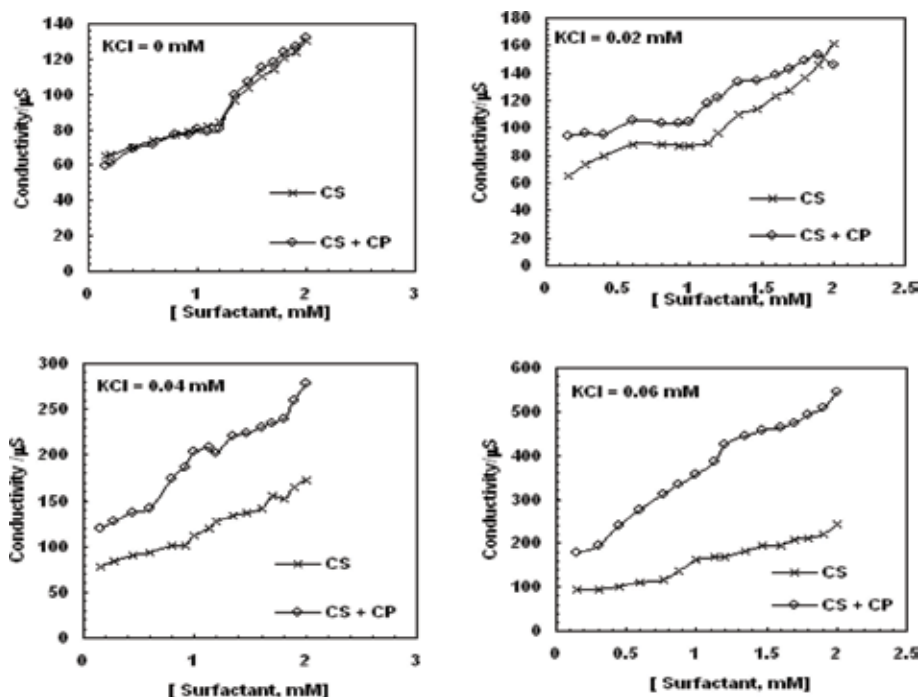 140
120
100
80
60
40
20
0
Conductivity/µS
KCl = 0 mM
CS
CS + CP
0 1 2 3
[ Surfactant, mM]
180
160
140
120
100
80
60
40
20
0
Conductivity/µS
KCl = 0.02 mM
CS
CS + CP
0 0.5 1 1.5 2 2.5
[ Surfactant, mM]
300
250
200
150
100
50
0
Conductivity /µS
KCl = 0.04 mM
CS
CS + CP
0 1 2 3
[ Surfactant, mM]
600
500
400
300
200
100
0
Conductivity/µS
KCl = 0.06 mM
CS
CS + CP
0 0.5 1 1.5 2 2.5
[ Surfactant, mM]